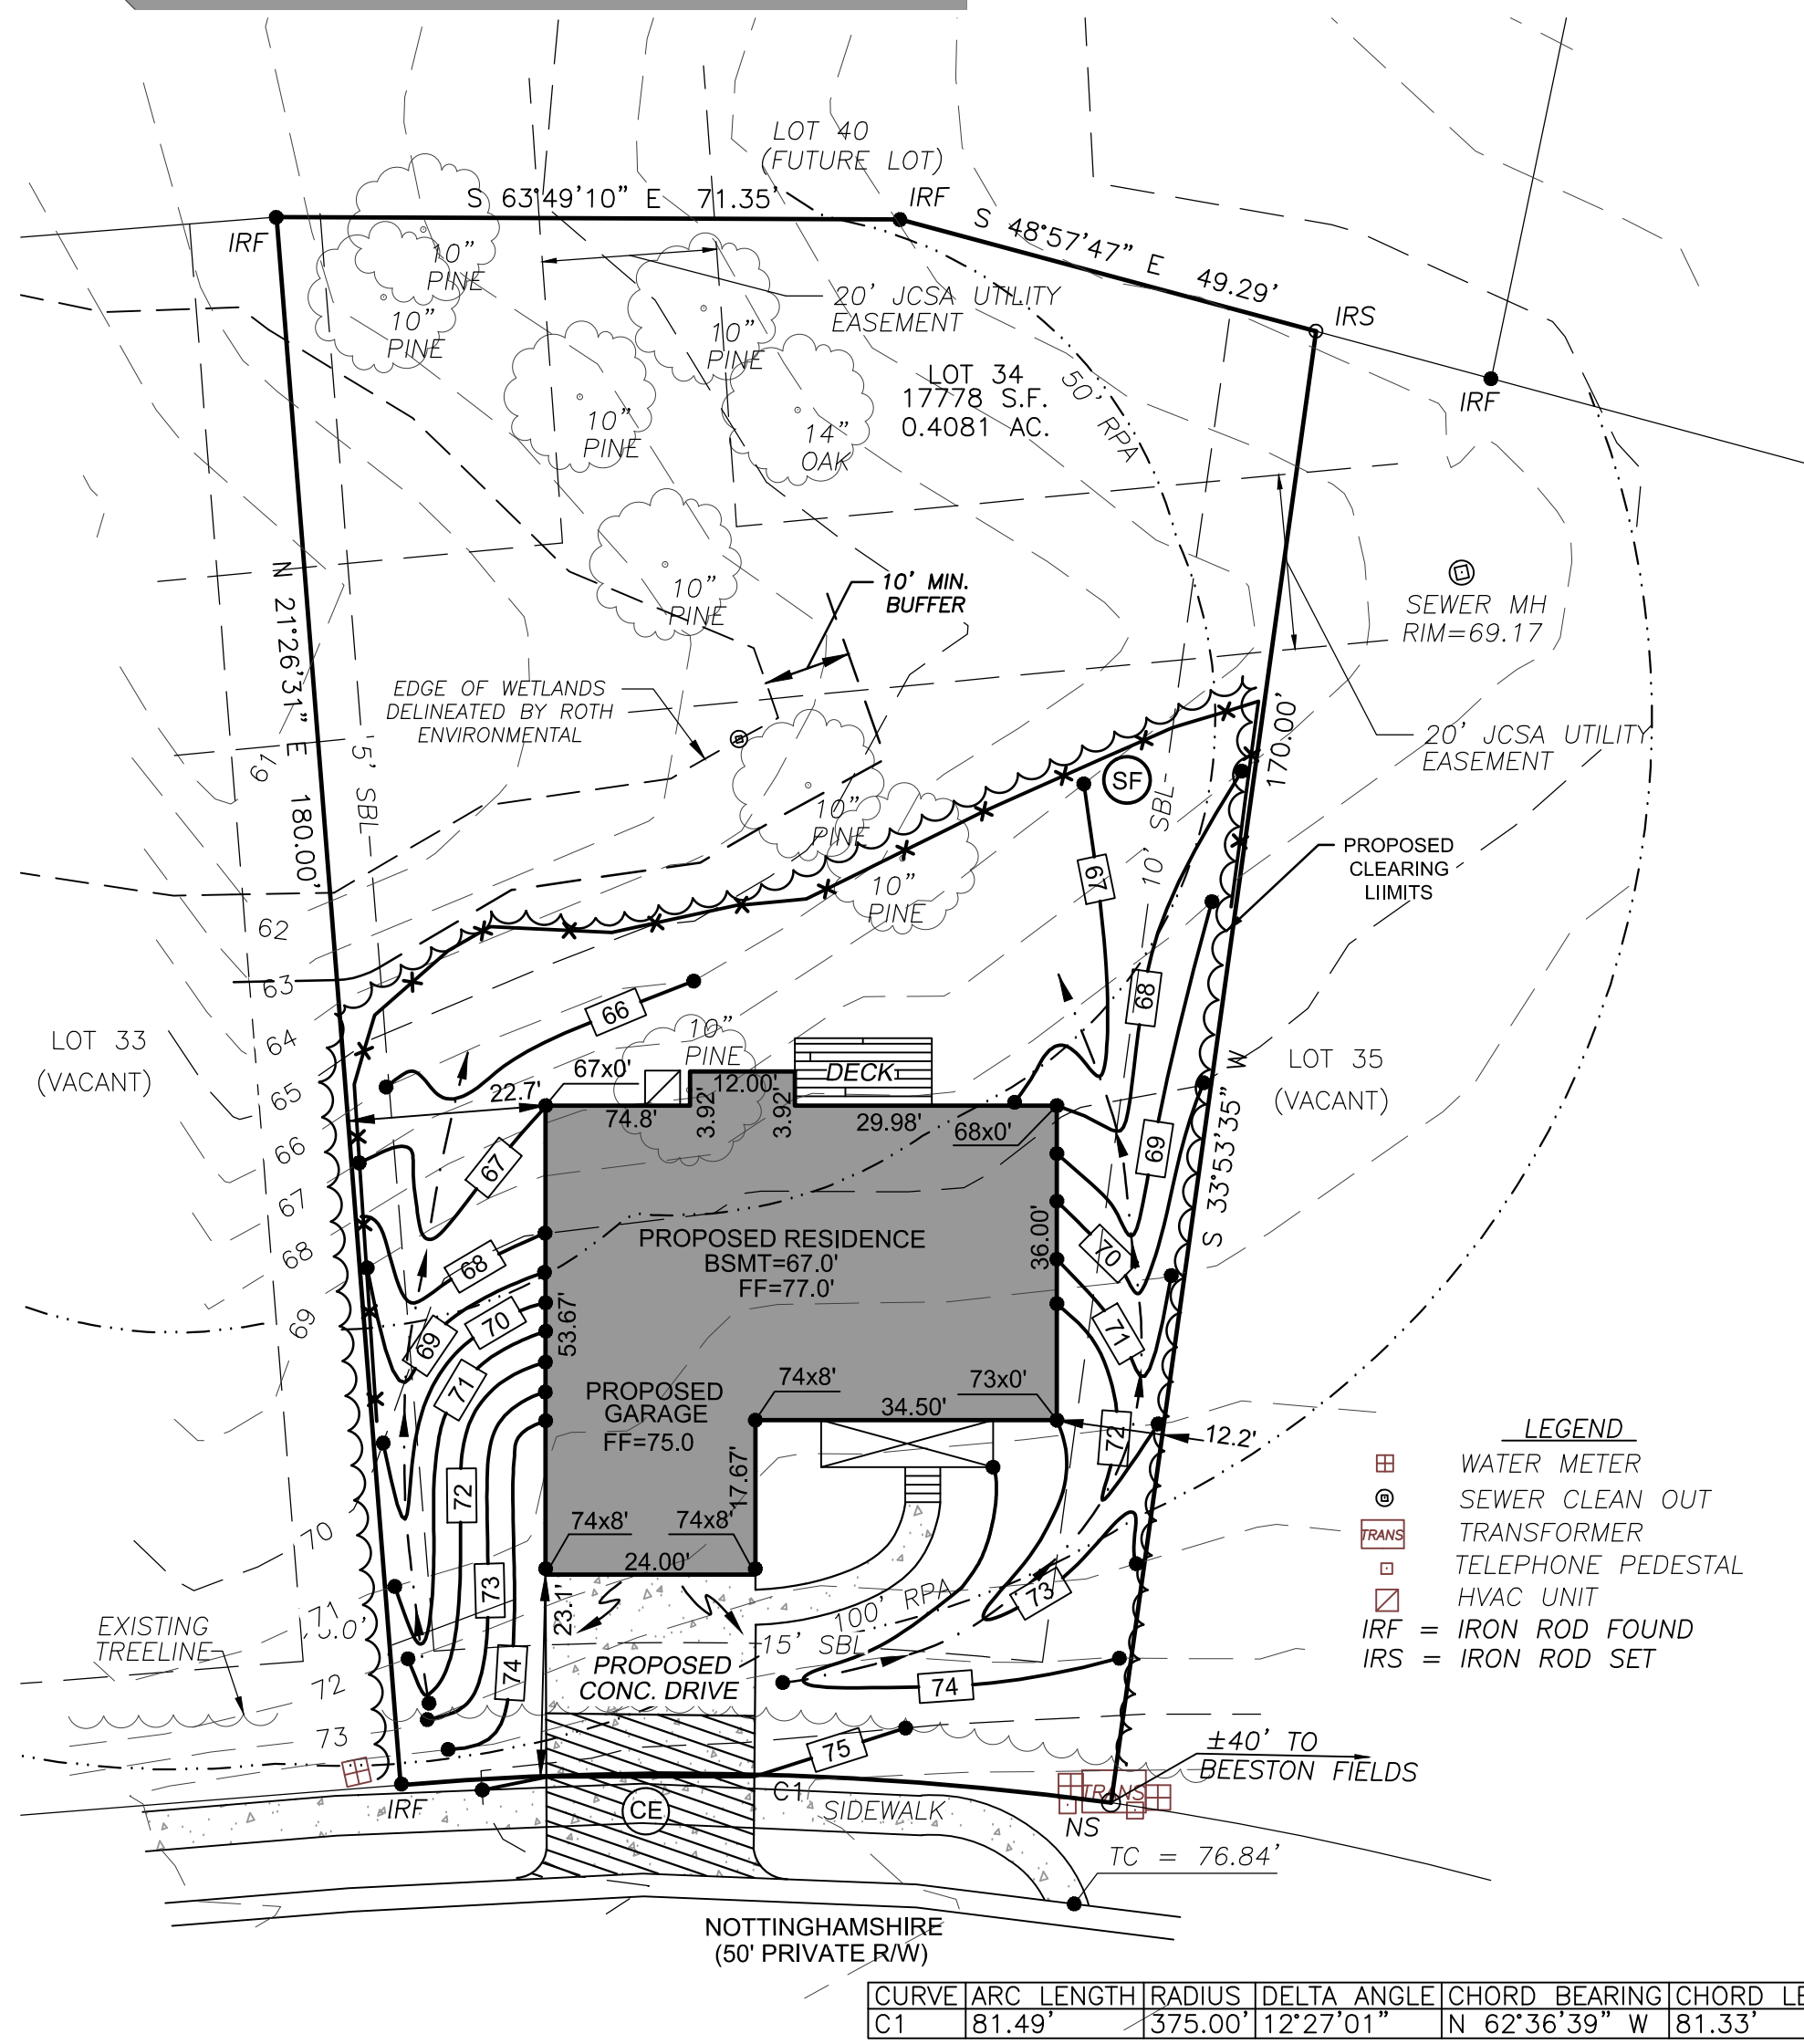 LOT 40
(FUTURE LOT)
S 63°49'10" E 71.35'
IRF
IRF
S 48°57'47" E 49.29'
IRS
IRF
10"
PINE
10"
PINE
10"
PINE
10"
PINE
14"
OAK
10"
PINE
20' JCSA UTILITY
EASEMENT
LOT 34
17778 S.F.
0.4081 AC.
50' RPA
10' MIN.
BUFFER
SEWER MH
RIM=69.17
N 21°26'31" E 180.00'
EDGE OF WETLANDS
DELINEATED BY ROTH
ENVIRONMENTAL
SF
20' JCSA UTILITY
EASEMENT
170.00'
S 33°53'35" W
10' SBL
PROPOSED
CLEARING
LIIMITS
10"
PINE
10"
PINE
61
62
63
64
65
66
67
68
69
70
71
72
73
LOT 33
(VACANT)
LOT 35
(VACANT)
66
67
68
69
70
71
72
73
74
67
68
69
70
71
72
73
74
75
10"
PINE
DECK
22.7'
67x0'
12.00'
74.8'
3.92'
3.92'
29.98'
68x0'
PROPOSED RESIDENCE
BSMT=67.0'
FF=77.0'
36.00'
53.67'
PROPOSED
GARAGE
FF=75.0
74x8'
73x0'
34.50'
12.2'
17.67'
74x8'
74x8'
24.00'
23.1'
100' RPA
15' SBL
PROPOSED
CONC. DRIVE
EXISTING
TREELINE
±40' TO
BEESTON FIELDS
TRANS
IRF
CE
C1
SIDEWALK
NS
TC = 76.84'
NOTTINGHAMSHIRE
(50' PRIVATE R/W)
LEGEND
WATER METER
SEWER CLEAN OUT
TRANS TRANSFORMER
TELEPHONE PEDESTAL
HVAC UNIT
IRF = IRON ROD FOUND
IRS = IRON ROD SET
CURVE ARC LENGTH RADIUS DELTA ANGLE CHORD BEARING CHORD LE
C1 81.49' 375.00' 12°27'01" N 62°36'39" W 81.33'